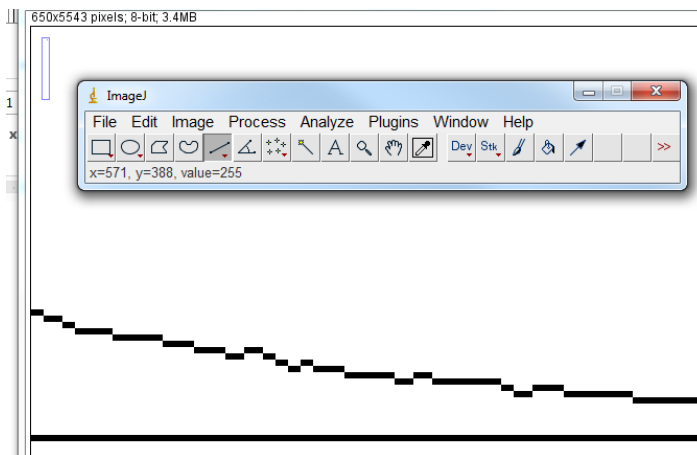 650x5543 pixels; 8-bit; 3.4MB
1
x
ImageJ
File Edit Image Process Analyze Plugins Window Help
A Dev Stk >>
x=571, y=388, value=255